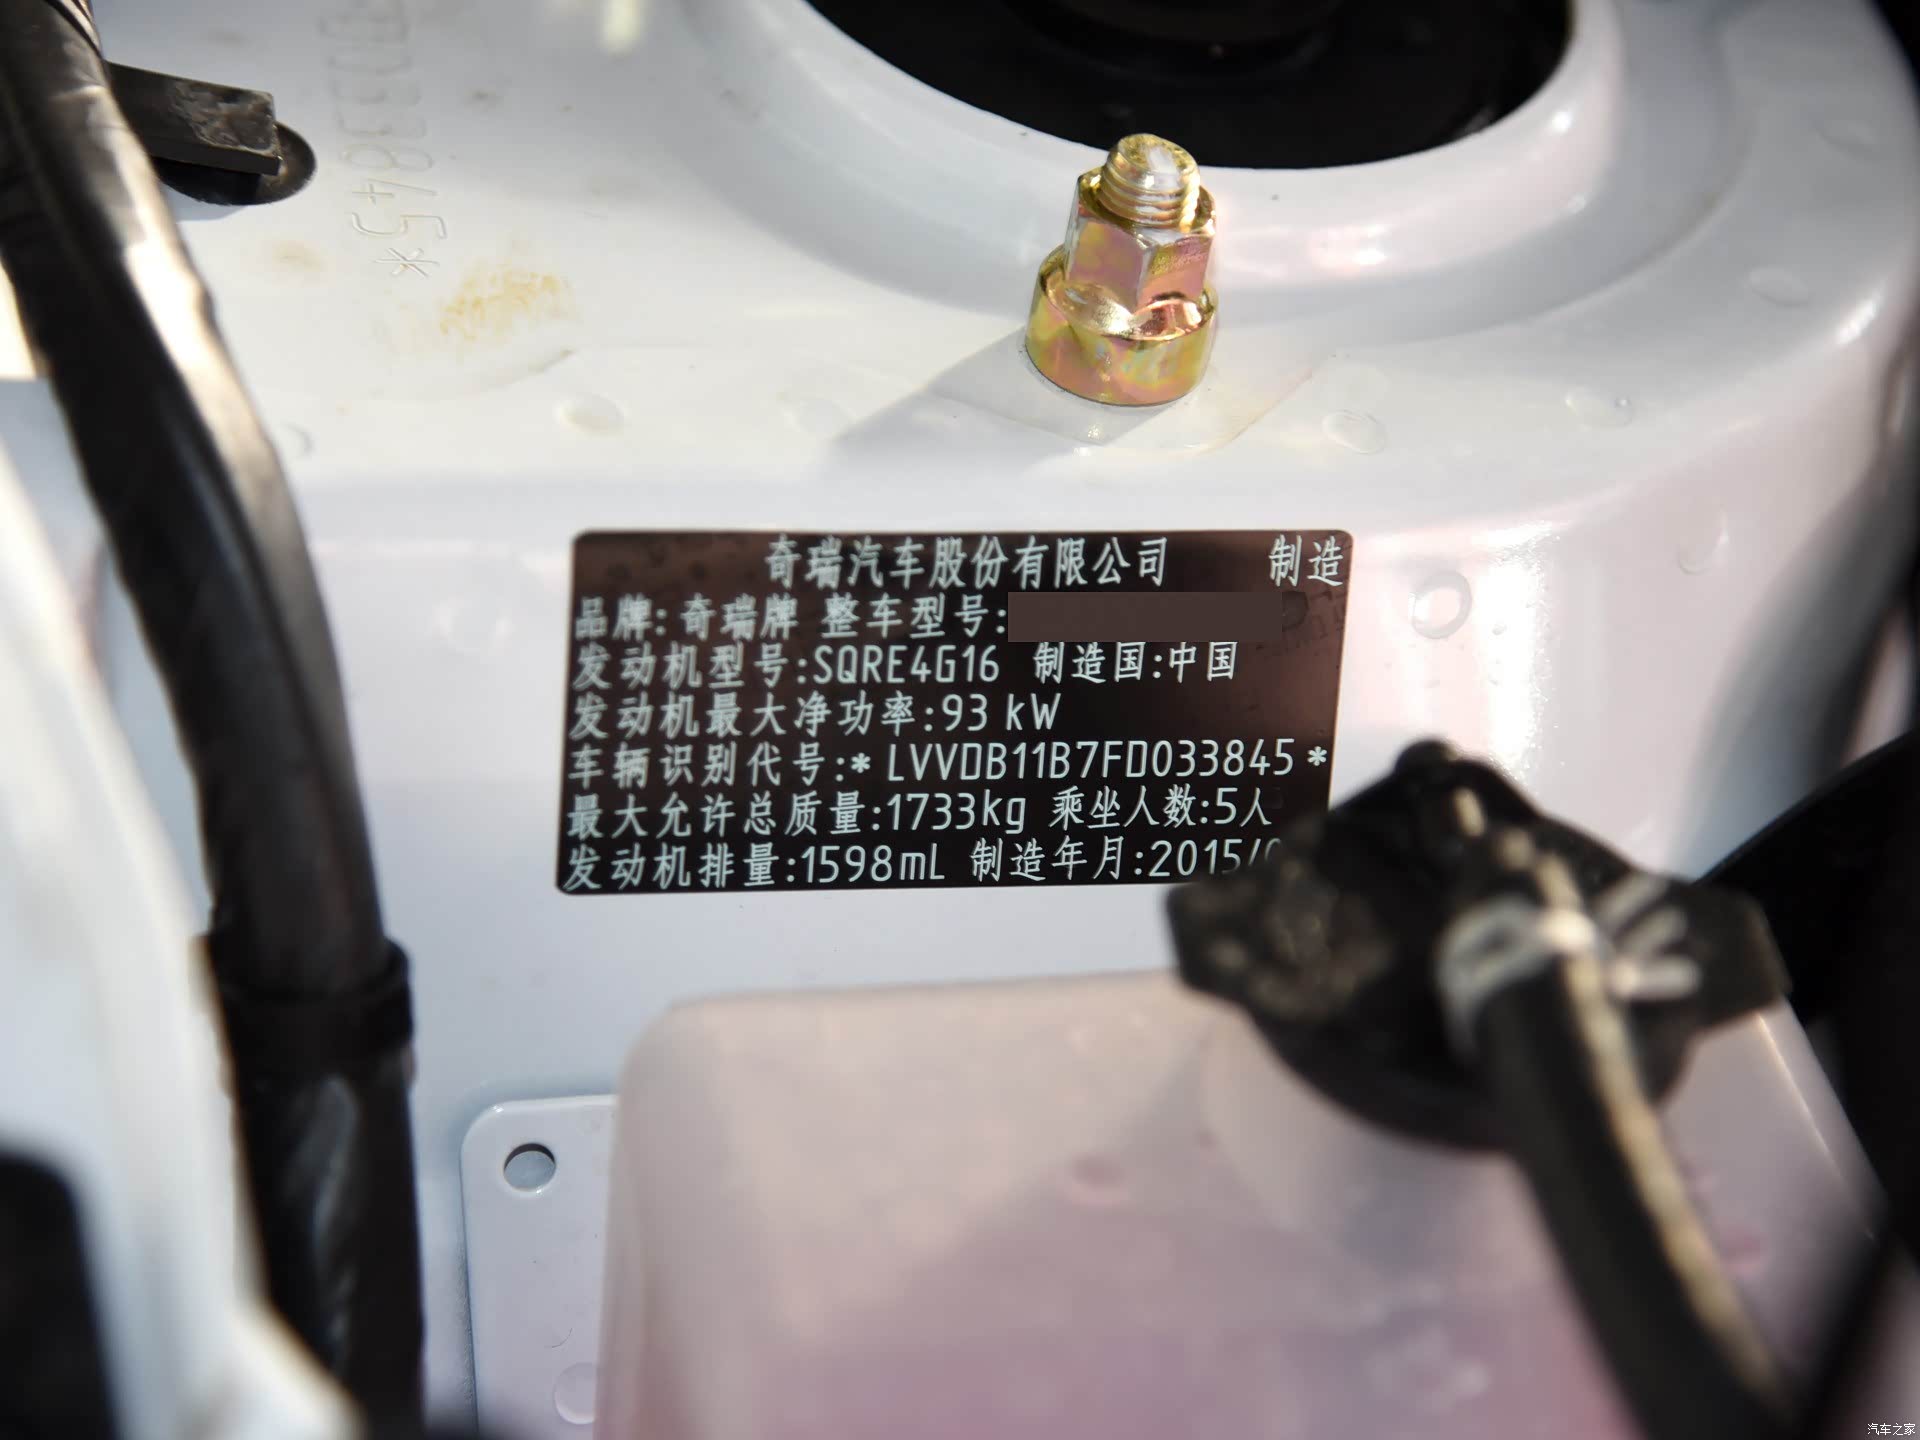 33845*
奇瑞汽车股份有限公司 制造
品牌: 奇瑞牌 整车型号:
发动机型号:SQRE4G16 制造国:中国
发动机最大净功率:93 kW
车辆识别代号:* LVVDB11B7FD033845 *
最大允许总质量:1733kg 乘坐人数:5人
发动机排量:1598mL 制造年月:2015/
汽车之家